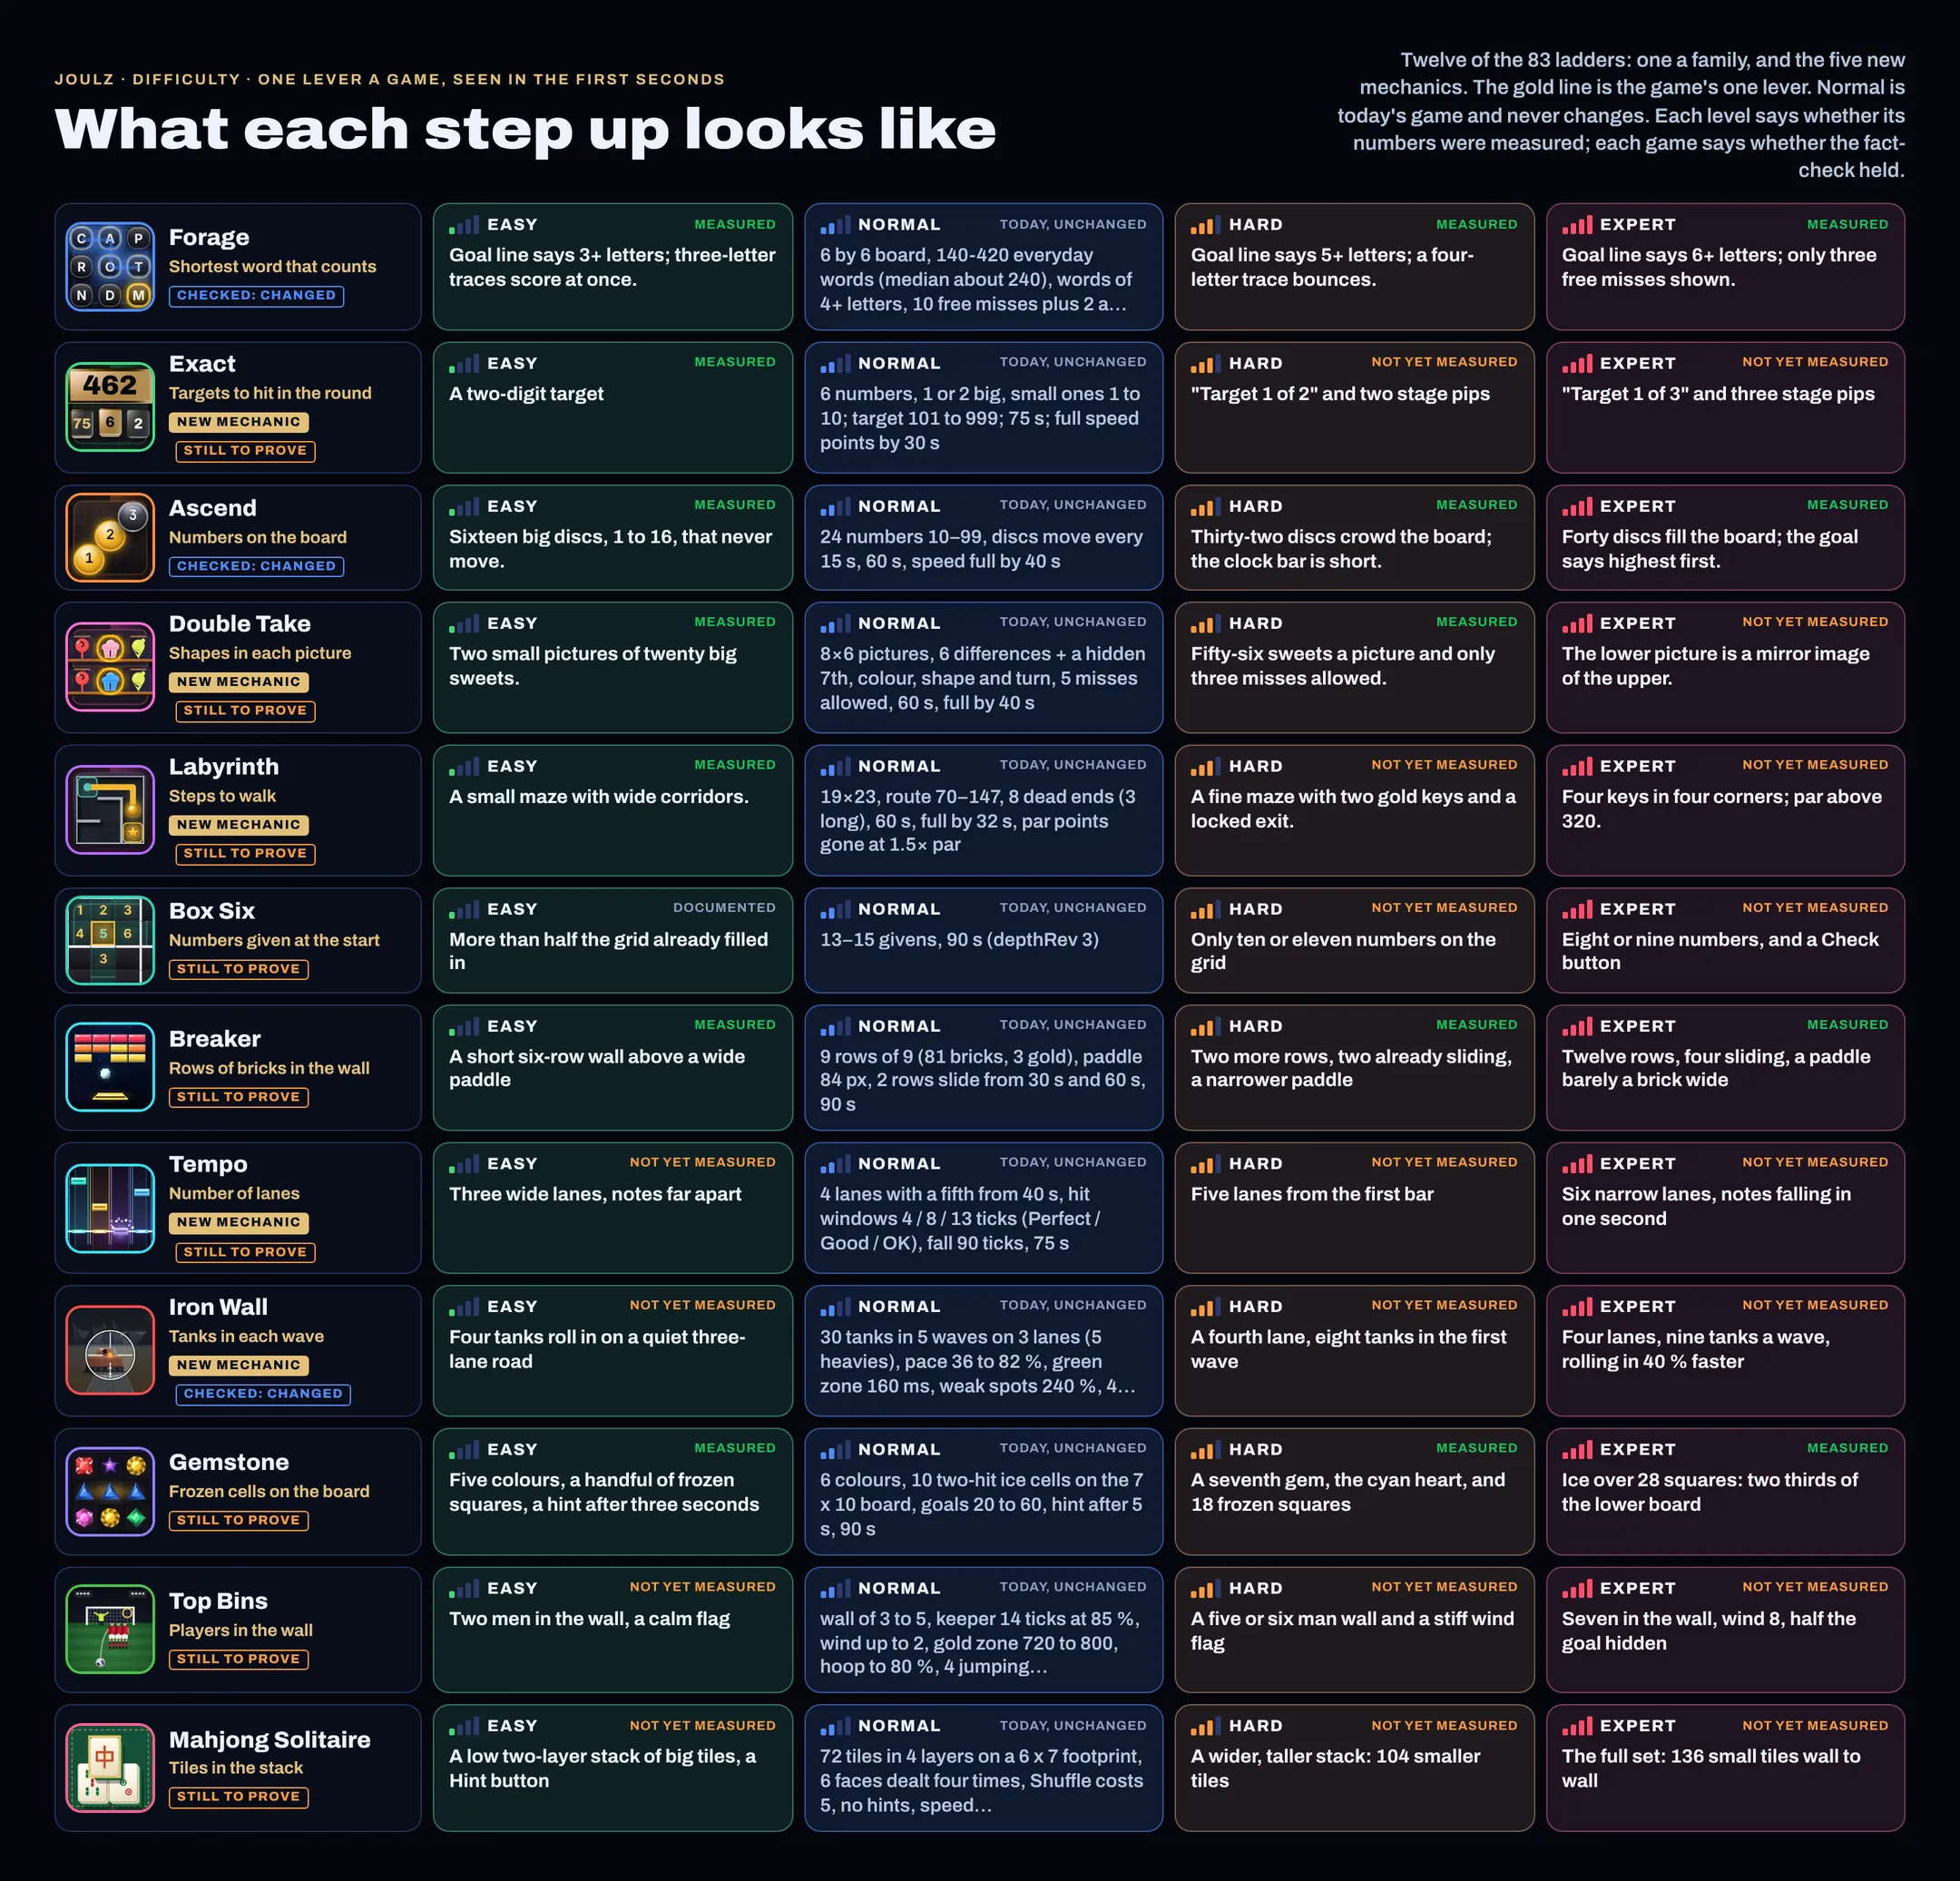 JOULZ · DIFFICULTY · ONE LEVER A GAME, SEEN IN THE FIRST SECONDS
What each step up looks like
Twelve of the 83 ladders: one a family, and the five new
mechanics. The gold line is the game's one lever. Normal is
today's game and never changes. Each level says whether its
numbers were measured; each game says whether the fact-
check held.
C A P
R O T
N D M
Forage
Shortest word that counts
CHECKED: CHANGED
EASY MEASURED
Goal line says 3+ letters; three-letter
traces score at once.
NORMAL TODAY, UNCHANGED
6 by 6 board, 140-420 everyday
words (median about 240), words of
4+ letters, 10 free misses plus 2 a…
HARD MEASURED
Goal line says 5+ letters; a four-
letter trace bounces.
EXPERT MEASURED
Goal line says 6+ letters; only three
free misses shown.
462
75 6 2
Exact
Targets to hit in the round
NEW MECHANIC
STILL TO PROVE
EASY MEASURED
A two-digit target
NORMAL TODAY, UNCHANGED
6 numbers, 1 or 2 big, small ones 1 to
10; target 101 to 999; 75 s; full speed
points by 30 s
HARD NOT YET MEASURED
"Target 1 of 2" and two stage pips
EXPERT NOT YET MEASURED
"Target 1 of 3" and three stage pips
3
2
1
Ascend
Numbers on the board
CHECKED: CHANGED
EASY MEASURED
Sixteen big discs, 1 to 16, that never
move.
NORMAL TODAY, UNCHANGED
24 numbers 10–99, discs move every
15 s, 60 s, speed full by 40 s
HARD MEASURED
Thirty-two discs crowd the board;
the clock bar is short.
EXPERT MEASURED
Forty discs fill the board; the goal
says highest first.
Double Take
Shapes in each picture
NEW MECHANIC
STILL TO PROVE
EASY MEASURED
Two small pictures of twenty big
sweets.
NORMAL TODAY, UNCHANGED
8×6 pictures, 6 differences + a hidden
7th, colour, shape and turn, 5 misses
allowed, 60 s, full by 40 s
HARD MEASURED
Fifty-six sweets a picture and only
three misses allowed.
EXPERT NOT YET MEASURED
The lower picture is a mirror image
of the upper.
Labyrinth
Steps to walk
NEW MECHANIC
STILL TO PROVE
EASY MEASURED
A small maze with wide corridors.
NORMAL TODAY, UNCHANGED
19×23, route 70–147, 8 dead ends (3
long), 60 s, full by 32 s, par points
gone at 1.5× par
HARD NOT YET MEASURED
A fine maze with two gold keys and a
locked exit.
EXPERT NOT YET MEASURED
Four keys in four corners; par above
320.
1 2 3
4 5 6
3
Box Six
Numbers given at the start
STILL TO PROVE
EASY DOCUMENTED
More than half the grid already filled
in
NORMAL TODAY, UNCHANGED
13–15 givens, 90 s (depthRev 3)
HARD NOT YET MEASURED
Only ten or eleven numbers on the
grid
EXPERT NOT YET MEASURED
Eight or nine numbers, and a Check
button
Breaker
Rows of bricks in the wall
STILL TO PROVE
EASY MEASURED
A short six-row wall above a wide
paddle
NORMAL TODAY, UNCHANGED
9 rows of 9 (81 bricks, 3 gold), paddle
84 px, 2 rows slide from 30 s and 60 s,
90 s
HARD MEASURED
Two more rows, two already sliding,
a narrower paddle
EXPERT MEASURED
Twelve rows, four sliding, a paddle
barely a brick wide
Tempo
Number of lanes
NEW MECHANIC
STILL TO PROVE
EASY NOT YET MEASURED
Three wide lanes, notes far apart
NORMAL TODAY, UNCHANGED
4 lanes with a fifth from 40 s, hit
windows 4 / 8 / 13 ticks (Perfect /
Good / OK), fall 90 ticks, 75 s
HARD NOT YET MEASURED
Five lanes from the first bar
EXPERT NOT YET MEASURED
Six narrow lanes, notes falling in
one second
Iron Wall
Tanks in each wave
NEW MECHANIC
CHECKED: CHANGED
EASY NOT YET MEASURED
Four tanks roll in on a quiet three-
lane road
NORMAL TODAY, UNCHANGED
30 tanks in 5 waves on 3 lanes (5
heavies), pace 36 to 82 %, green
zone 160 ms, weak spots 240 %, 4…
HARD NOT YET MEASURED
A fourth lane, eight tanks in the first
wave
EXPERT NOT YET MEASURED
Four lanes, nine tanks a wave,
rolling in 40 % faster
Gemstone
Frozen cells on the board
STILL TO PROVE
EASY MEASURED
Five colours, a handful of frozen
squares, a hint after three seconds
NORMAL TODAY, UNCHANGED
6 colours, 10 two-hit ice cells on the 7
x 10 board, goals 20 to 60, hint after 5
s, 90 s
HARD MEASURED
A seventh gem, the cyan heart, and
18 frozen squares
EXPERT MEASURED
Ice over 28 squares: two thirds of
the lower board
Top Bins
Players in the wall
STILL TO PROVE
EASY NOT YET MEASURED
Two men in the wall, a calm flag
NORMAL TODAY, UNCHANGED
wall of 3 to 5, keeper 14 ticks at 85 %,
wind up to 2, gold zone 720 to 800,
hoop to 80 %, 4 jumping…
HARD NOT YET MEASURED
A five or six man wall and a stiff wind
flag
EXPERT NOT YET MEASURED
Seven in the wall, wind 8, half the
goal hidden
中
Mahjong Solitaire
Tiles in the stack
STILL TO PROVE
EASY NOT YET MEASURED
A low two-layer stack of big tiles, a
Hint button
NORMAL TODAY, UNCHANGED
72 tiles in 4 layers on a 6 x 7 footprint,
6 faces dealt four times, Shuffle costs
5, no hints, speed…
HARD NOT YET MEASURED
A wider, taller stack: 104 smaller
tiles
EXPERT NOT YET MEASURED
The full set: 136 small tiles wall to
wall